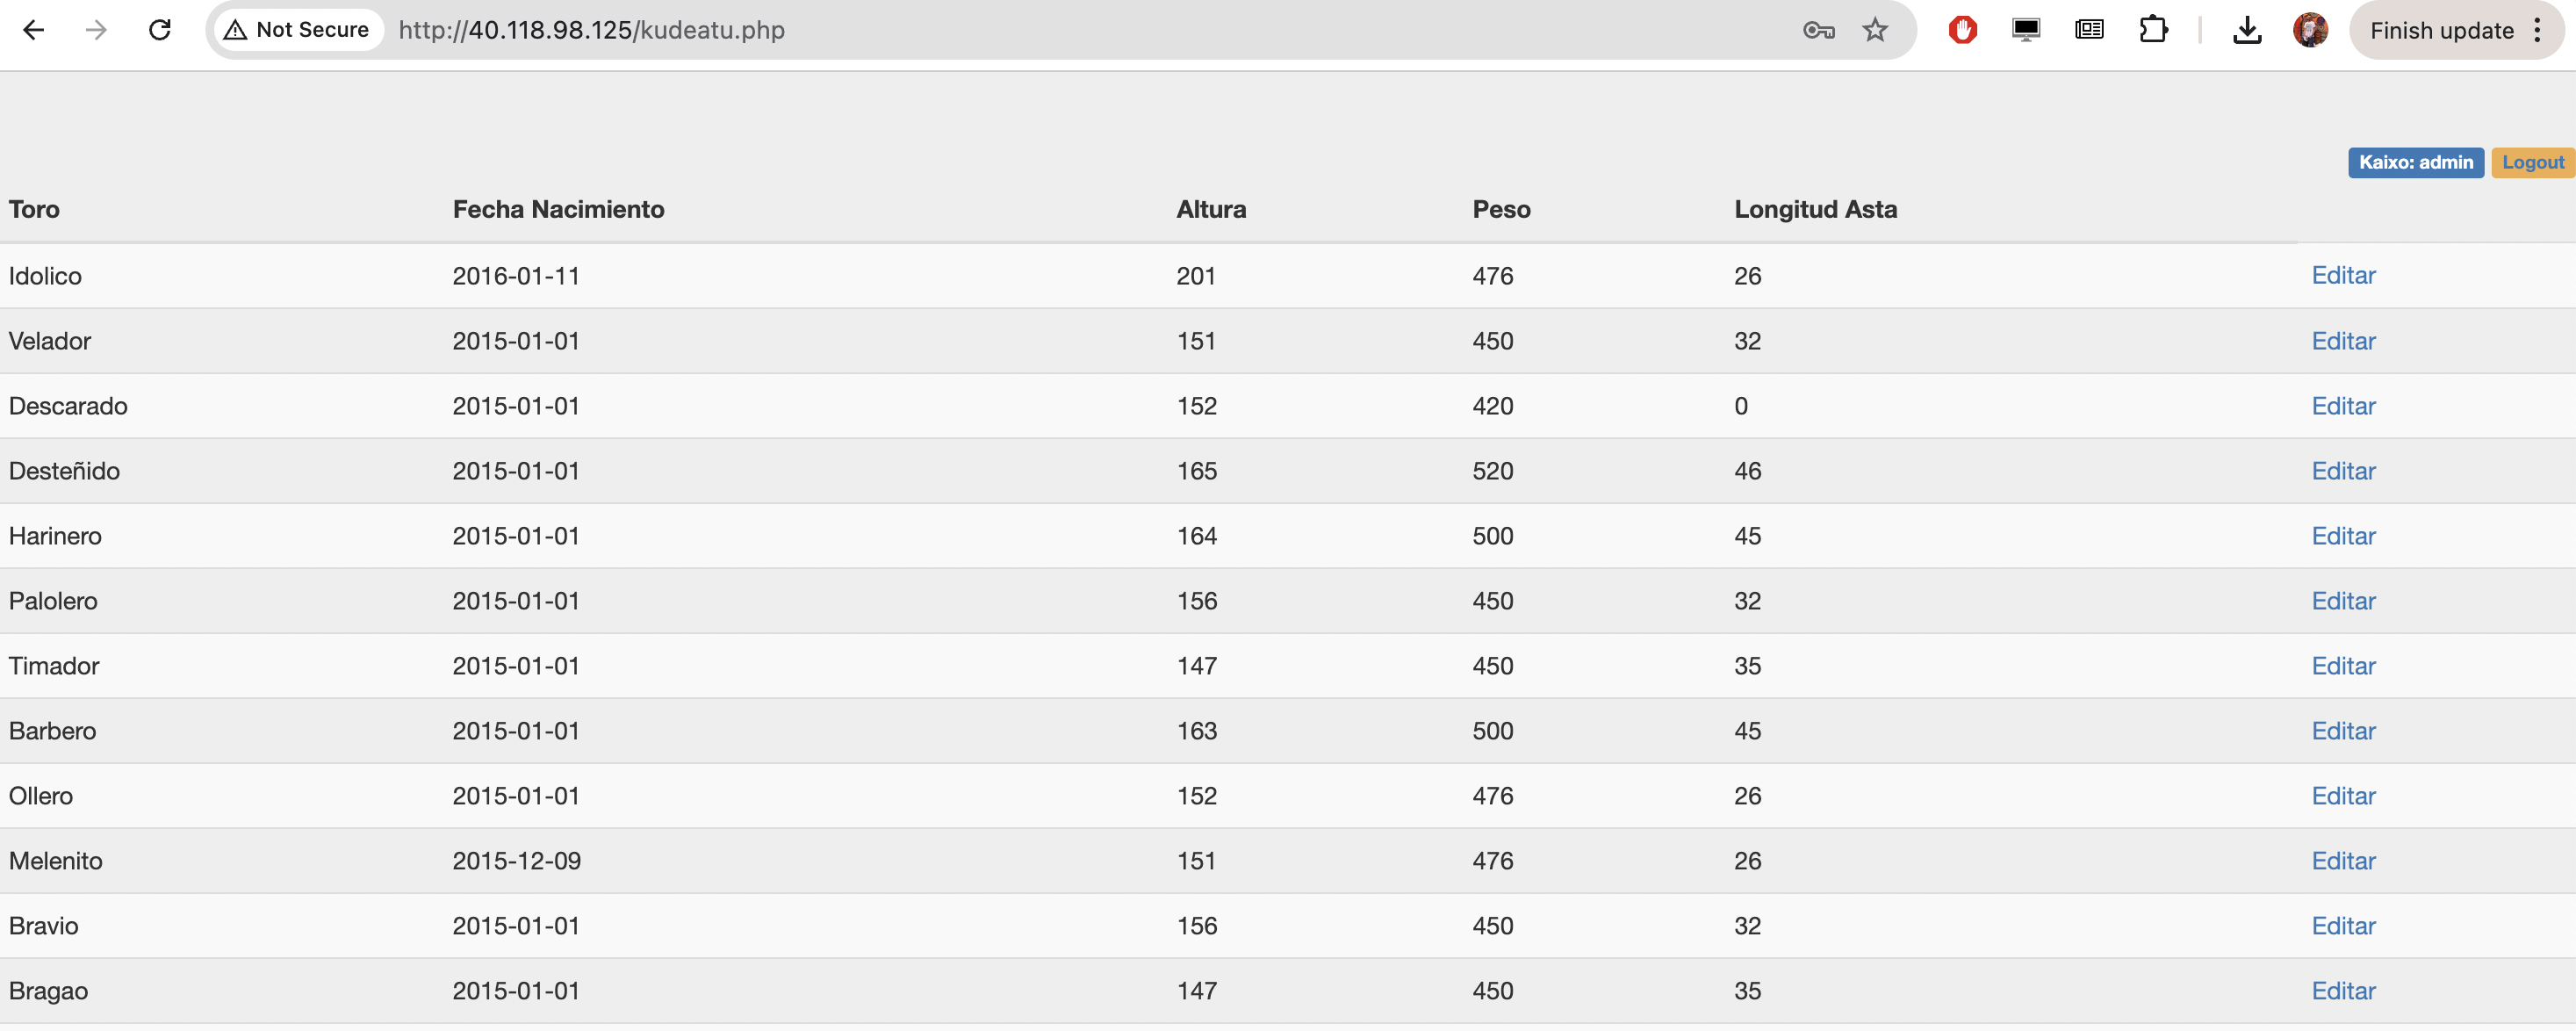 Not Secure http://40.118.98.125/kudeatu.php Finish update
Kaixo: admin Logout
Toro Fecha Nacimiento Altura Peso Longitud Asta
Idolico 2016-01-11 201 476 26 Editar
Velador 2015-01-01 151 450 32 Editar
Descarado 2015-01-01 152 420 0 Editar
Desteñido 2015-01-01 165 520 46 Editar
Harinero 2015-01-01 164 500 45 Editar
Palolero 2015-01-01 156 450 32 Editar
Timador 2015-01-01 147 450 35 Editar
Barbero 2015-01-01 163 500 45 Editar
Ollero 2015-01-01 152 476 26 Editar
Melenito 2015-12-09 151 476 26 Editar
Bravio 2015-01-01 156 450 32 Editar
Bragao 2015-01-01 147 450 35 Editar